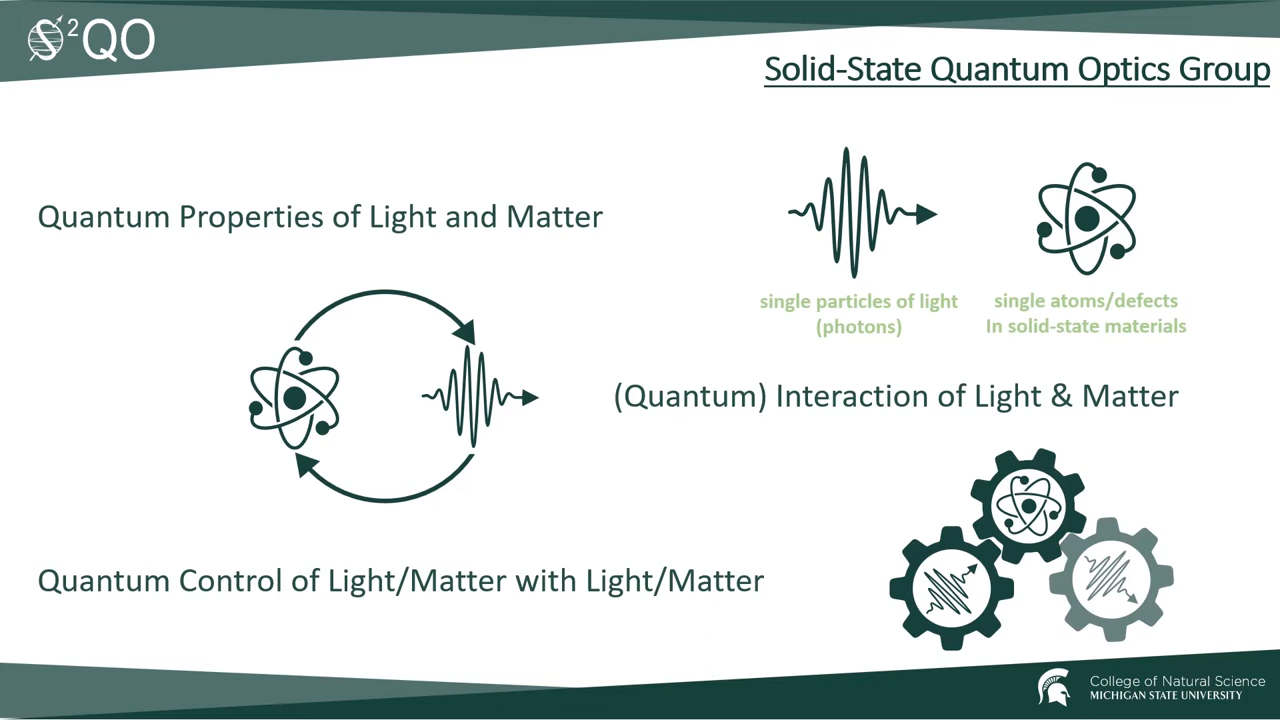 S²QO
Solid-State Quantum Optics Group
Quantum Properties of Light and Matter
single particles of light
(photons)
single atoms/defects
In solid-state materials
(Quantum) Interaction of Light & Matter
Quantum Control of Light/Matter with Light/Matter
College of Natural Science
MICHIGAN STATE UNIVERSITY